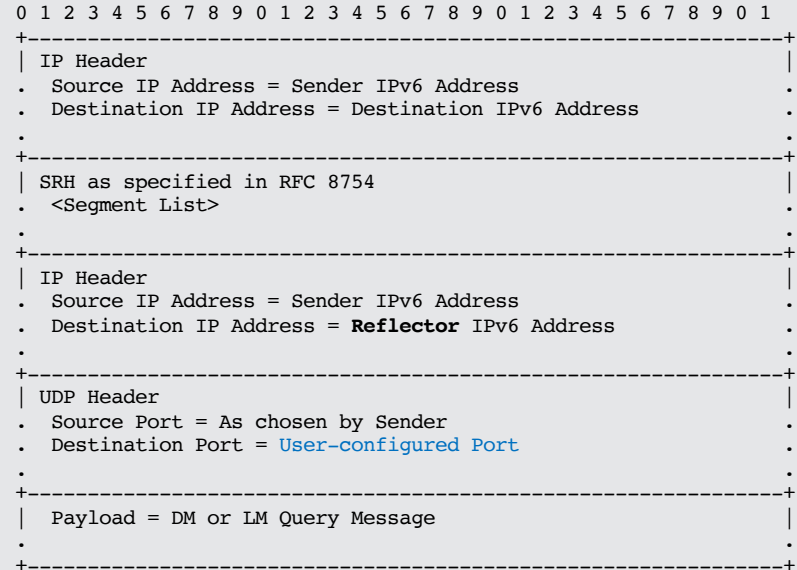 0 1 2 3 4 5 6 7 8 9 0 1 2 3 4 5 6 7 8 9 0 1 2 3 4 5 6 7 8 9 0 1
+---------------------------------------------------------------+
| IP Header                                                     |
.  Source IP Address = Sender IPv6 Address                      .
.  Destination IP Address = Destination IPv6 Address            .
.                                                               .
+---------------------------------------------------------------+
| SRH as specified in RFC 8754                                  |
.  <Segment List>                                               .
.                                                               .
+---------------------------------------------------------------+
| IP Header                                                     |
.  Source IP Address = Sender IPv6 Address                      .
.  Destination IP Address = Reflector IPv6 Address              .
.                                                               .
+---------------------------------------------------------------+
| UDP Header                                                    |
.  Source Port = As chosen by Sender                            .
.  Destination Port = User-configured Port                      .
.                                                               .
+---------------------------------------------------------------+
|  Payload = DM or LM Query Message                             |
.                                                               .
+---------------------------------------------------------------+